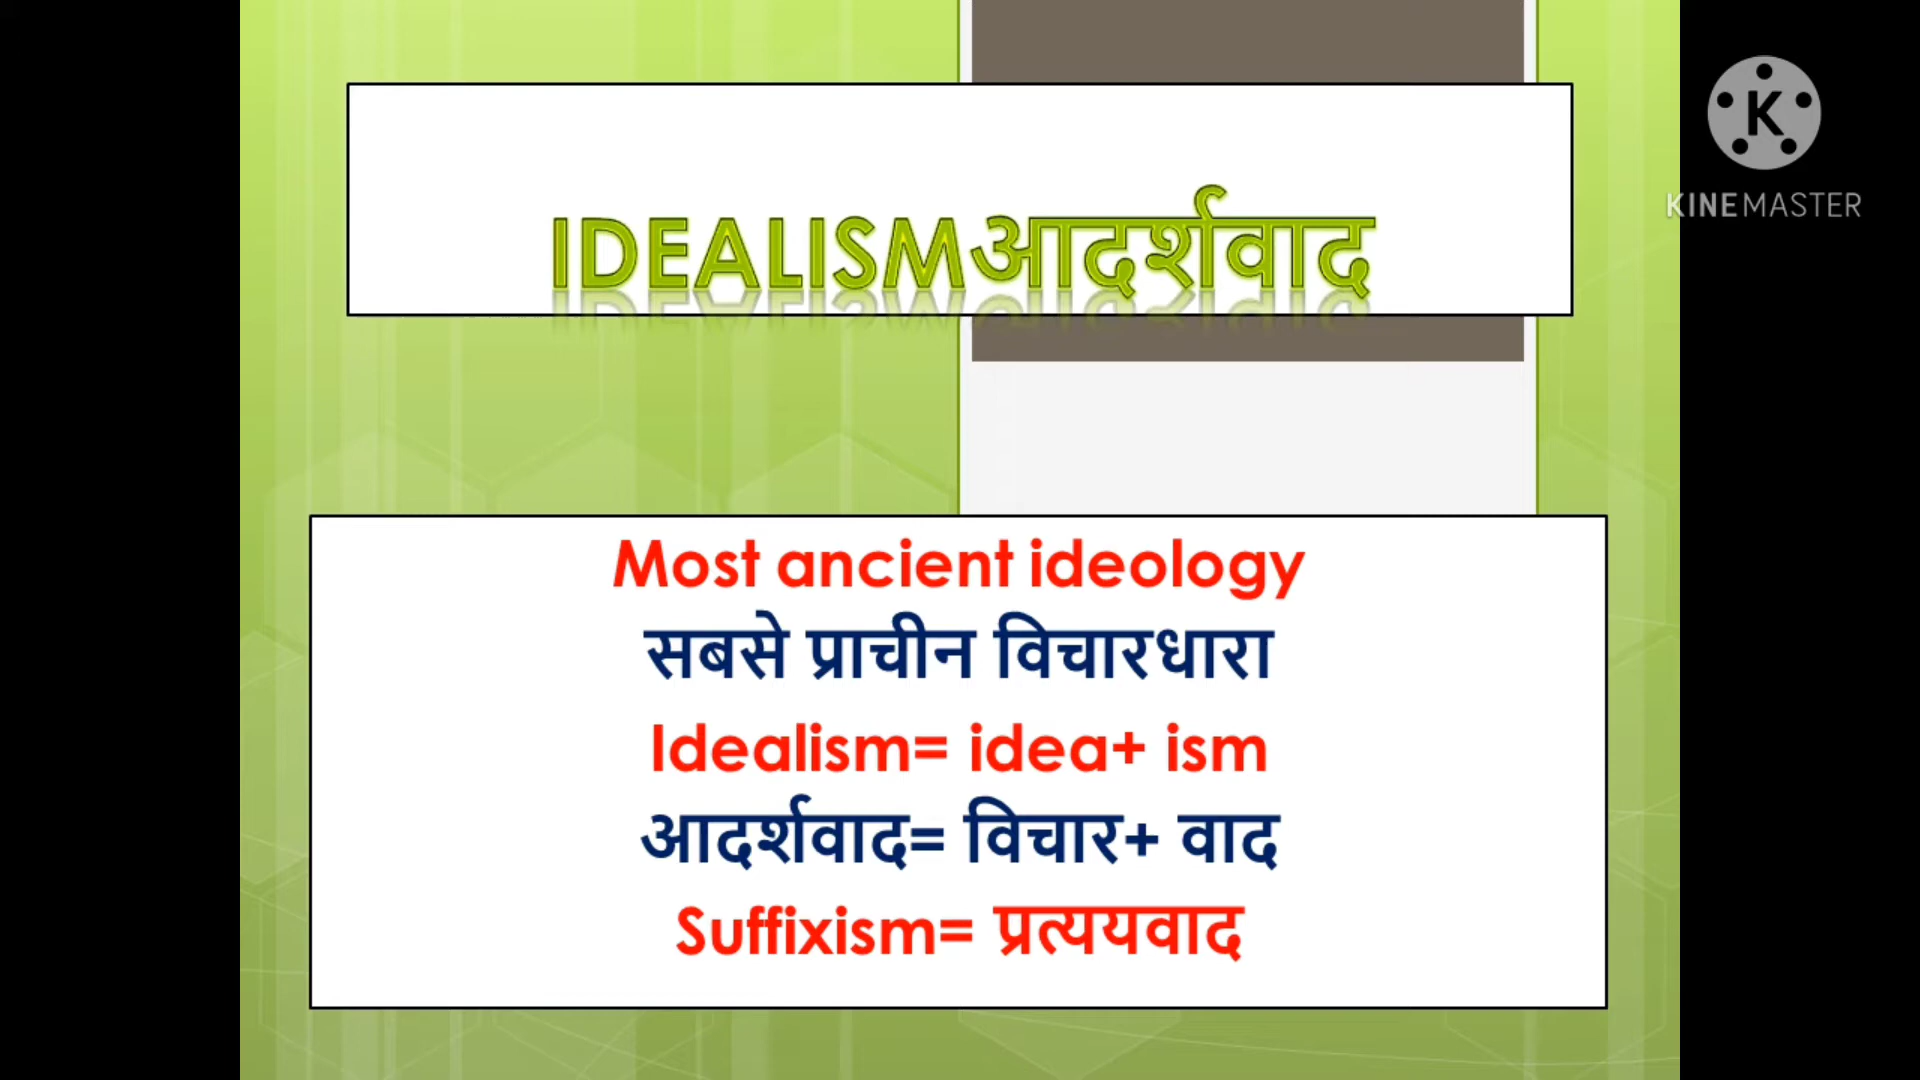 KINEMASTER
IDEALISMआदर्शवाद
Most ancient ideology
सबसे प्राचीन विचारधारा
Idealism= idea+ ism
आदर्शवाद= विचार+ वाद
Suffixism= प्रत्ययवाद